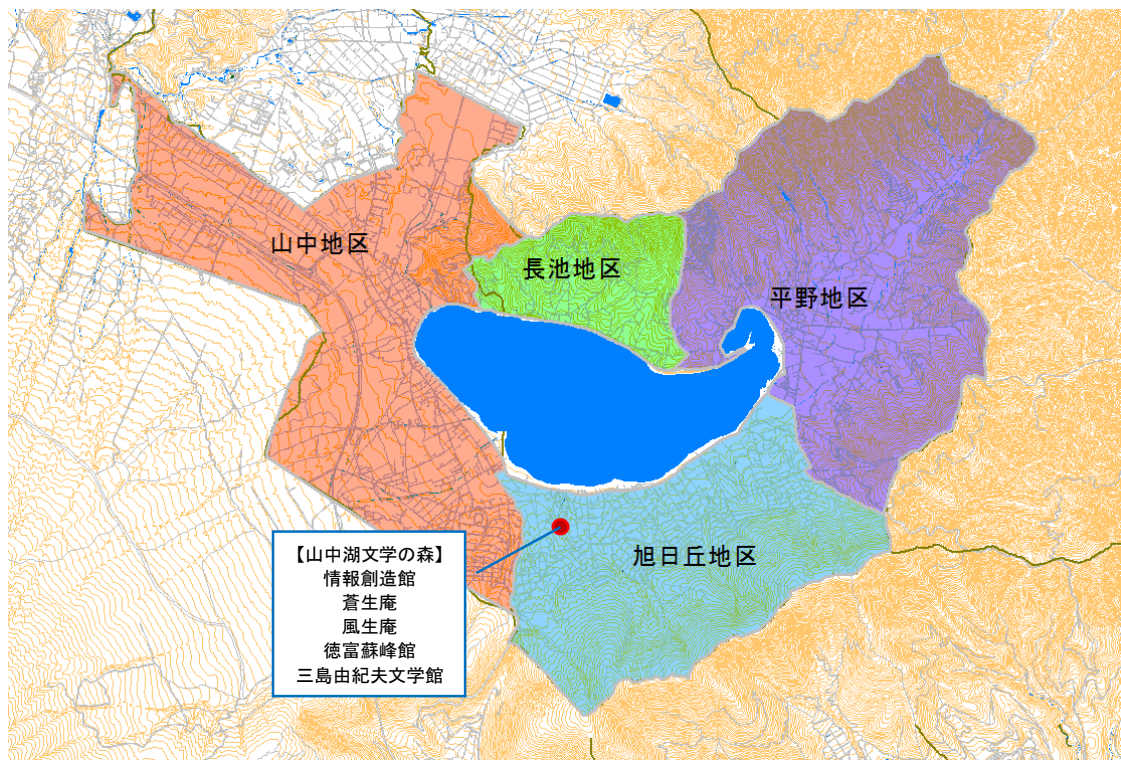 山中地区
長池地区
平野地区
旭日丘地区
【山中湖文学の森】
情報創造館
蒼生庵
風生庵
徳富蘇峰館
三島由紀夫文学館